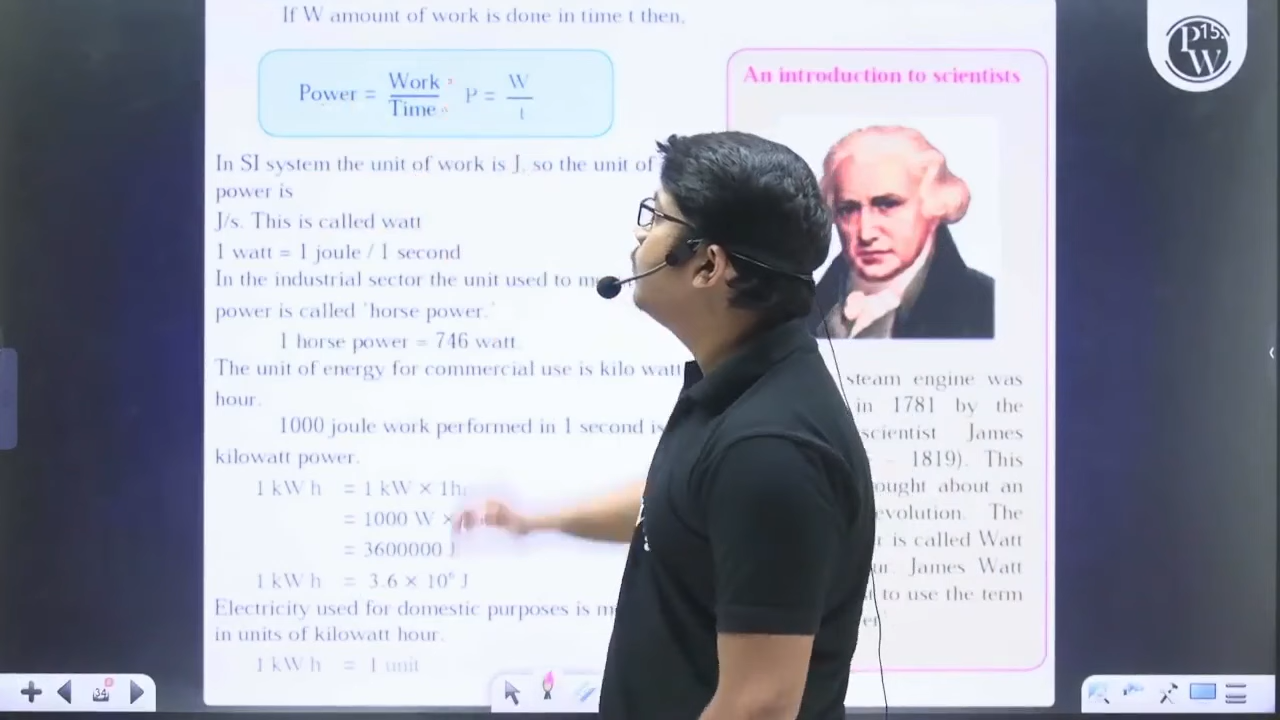 If W amount of work is done in time t then,
Power = Work / Time P = W / t
In SI system the unit of work is J, so the unit of
power is
J/s. This is called watt
1 watt = 1 joule / 1 second
In the industrial sector the unit used to
power is called 'horse power.'
1 horse power = 746 watt.
The unit of energy for commercial use is kilo watt
hour.
1000 joule work performed in 1 second is
kilowatt power.
1 kW h = 1 kW × 1hr
= 1000 W ×
= 3600000 J
1 kW h = 3.6 × 10⁶ J
Electricity used for domestic purposes is
in units of kilowatt hour.
1 kW h = 1 unit
An introduction to scientists
steam engine was
in 1781 by the
scientist James
- 1819). This
about an
The
is called Watt
James Watt
to use the term
PW
15.
34